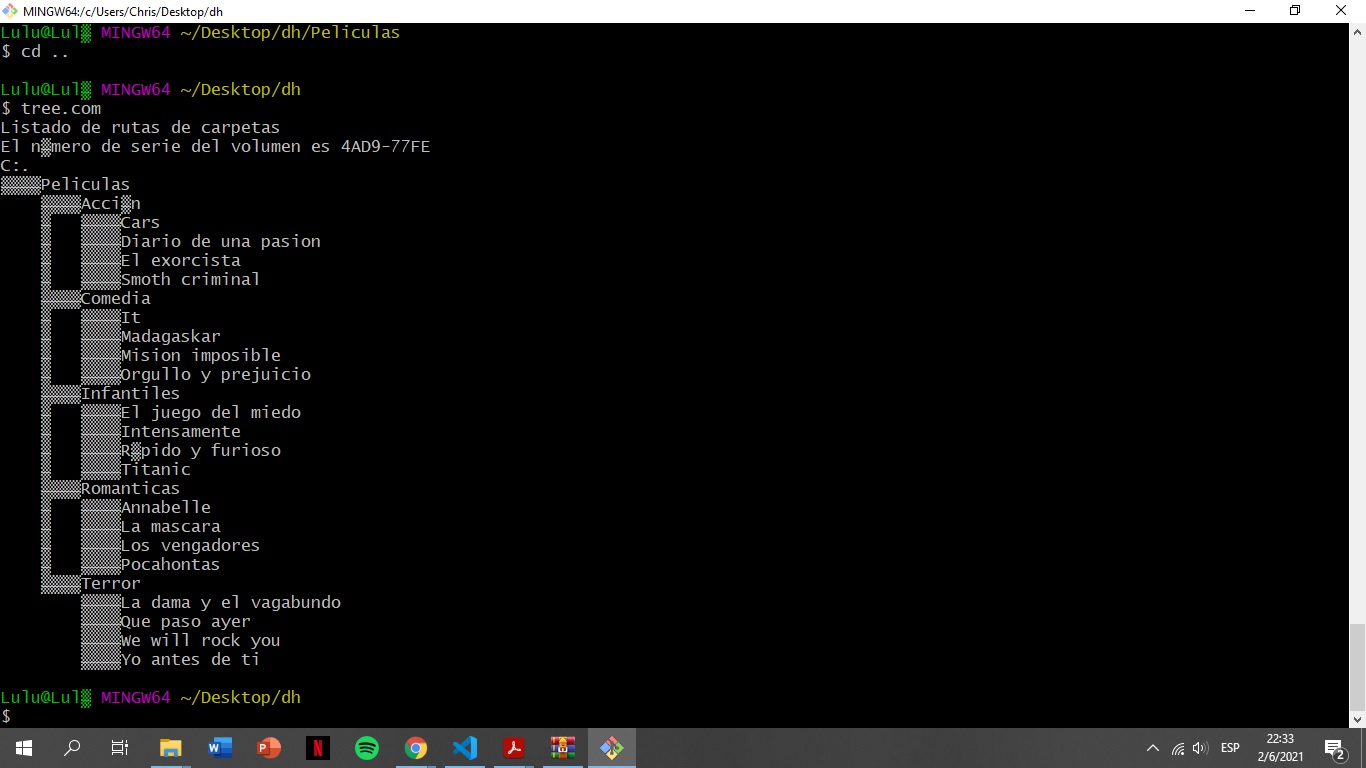 MINGW64:/c/Users/Chris/Desktop/dh
Lulu@Lul▒ MINGW64 ~/Desktop/dh/Peliculas
$ cd ..
Lulu@Lul▒ MINGW64 ~/Desktop/dh
$ tree.com
Listado de rutas de carpetas
El n▒mero de serie del volumen es 4AD9-77FE
C:.
▒▒▒▒Peliculas
    ▒▒▒▒Acci▒n
    ▒   ▒▒▒▒Cars
    ▒   ▒▒▒▒Diario de una pasion
    ▒   ▒▒▒▒El exorcista
    ▒   ▒▒▒▒Smoth criminal
    ▒▒▒▒Comedia
    ▒   ▒▒▒▒It
    ▒   ▒▒▒▒Madagaskar
    ▒   ▒▒▒▒Mision imposible
    ▒   ▒▒▒▒Orgullo y prejuicio
    ▒▒▒▒Infantiles
    ▒   ▒▒▒▒El juego del miedo
    ▒   ▒▒▒▒Intensamente
    ▒   ▒▒▒▒R▒pido y furioso
    ▒   ▒▒▒▒Titanic
    ▒▒▒▒Romanticas
    ▒   ▒▒▒▒Annabelle
    ▒   ▒▒▒▒La mascara
    ▒   ▒▒▒▒Los vengadores
    ▒   ▒▒▒▒Pocahontas
    ▒▒▒▒Terror
        ▒▒▒▒La dama y el vagabundo
        ▒▒▒▒Que paso ayer
        ▒▒▒▒We will rock you
        ▒▒▒▒Yo antes de ti
Lulu@Lul▒ MINGW64 ~/Desktop/dh
$
ESP
22:33
2/6/2021
2